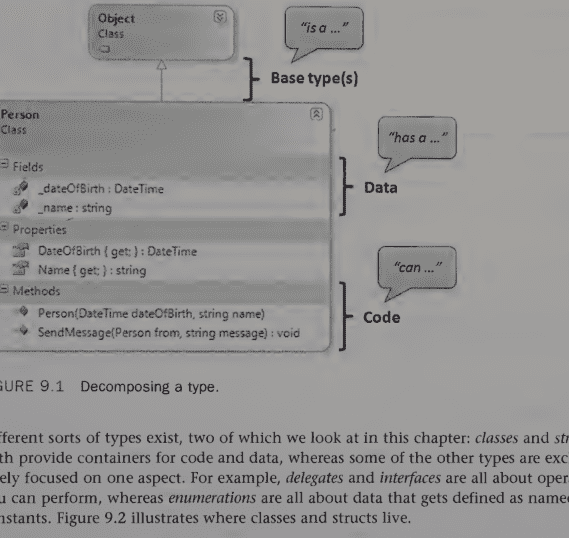 Object
Class
"is a ..."
Base type(s)
Person
Class
"has a ..."
Fields
_dateOfBirth : DateTime
_name : string
Data
Properties
DateOfBirth { get; } : DateTime
Name { get; } : string
"can ..."
Methods
Person(DateTime dateOfBirth, string name)
SendMessage(Person from, string message) : void
Code
GURE 9.1 Decomposing a type.
fferent sorts of types exist, two of which we look at in this chapter: classes and str
th provide containers for code and data, whereas some of the other types are exc
ely focused on one aspect. For example, delegates and interfaces are all about oper
u can perform, whereas enumerations are all about data that gets defined as name
nstants. Figure 9.2 illustrates where classes and structs live.